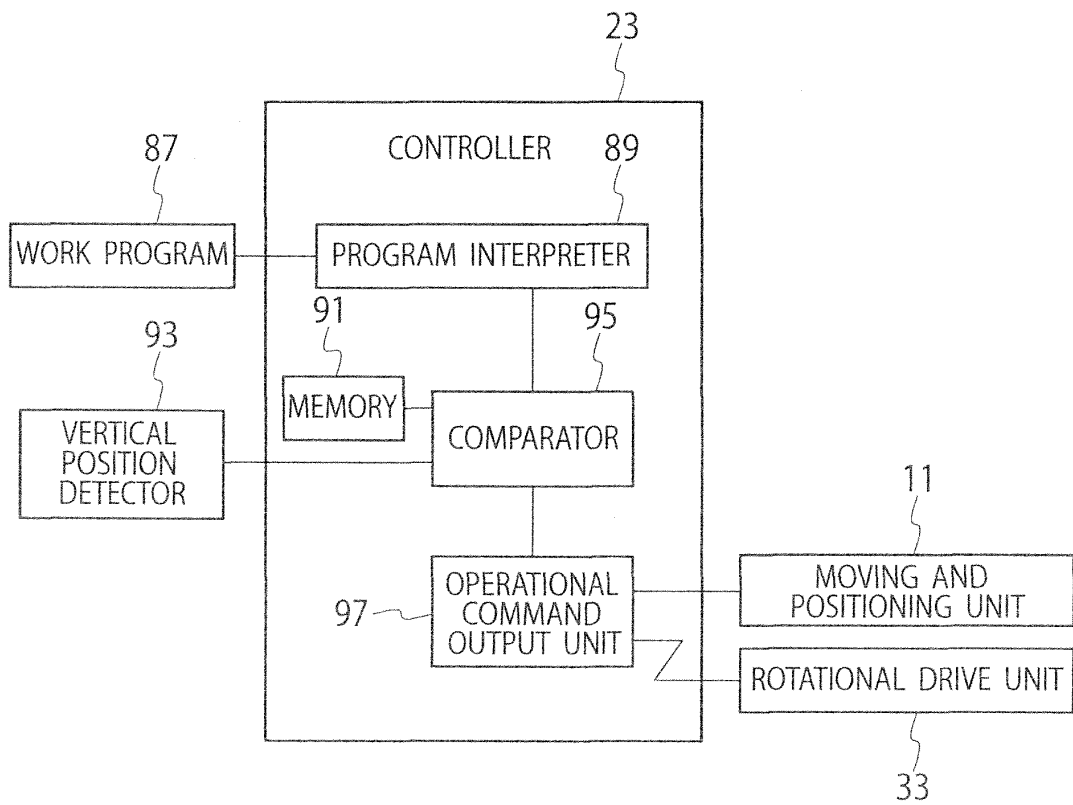 23
CONTROLLER
87
89
WORK PROGRAM
PROGRAM INTERPRETER
91
95
93
MEMORY
COMPARATOR
VERTICAL
POSITION
DETECTOR
11
97
OPERATIONAL
COMMAND
OUTPUT UNIT
MOVING AND
POSITIONING UNIT
ROTATIONAL DRIVE UNIT
33